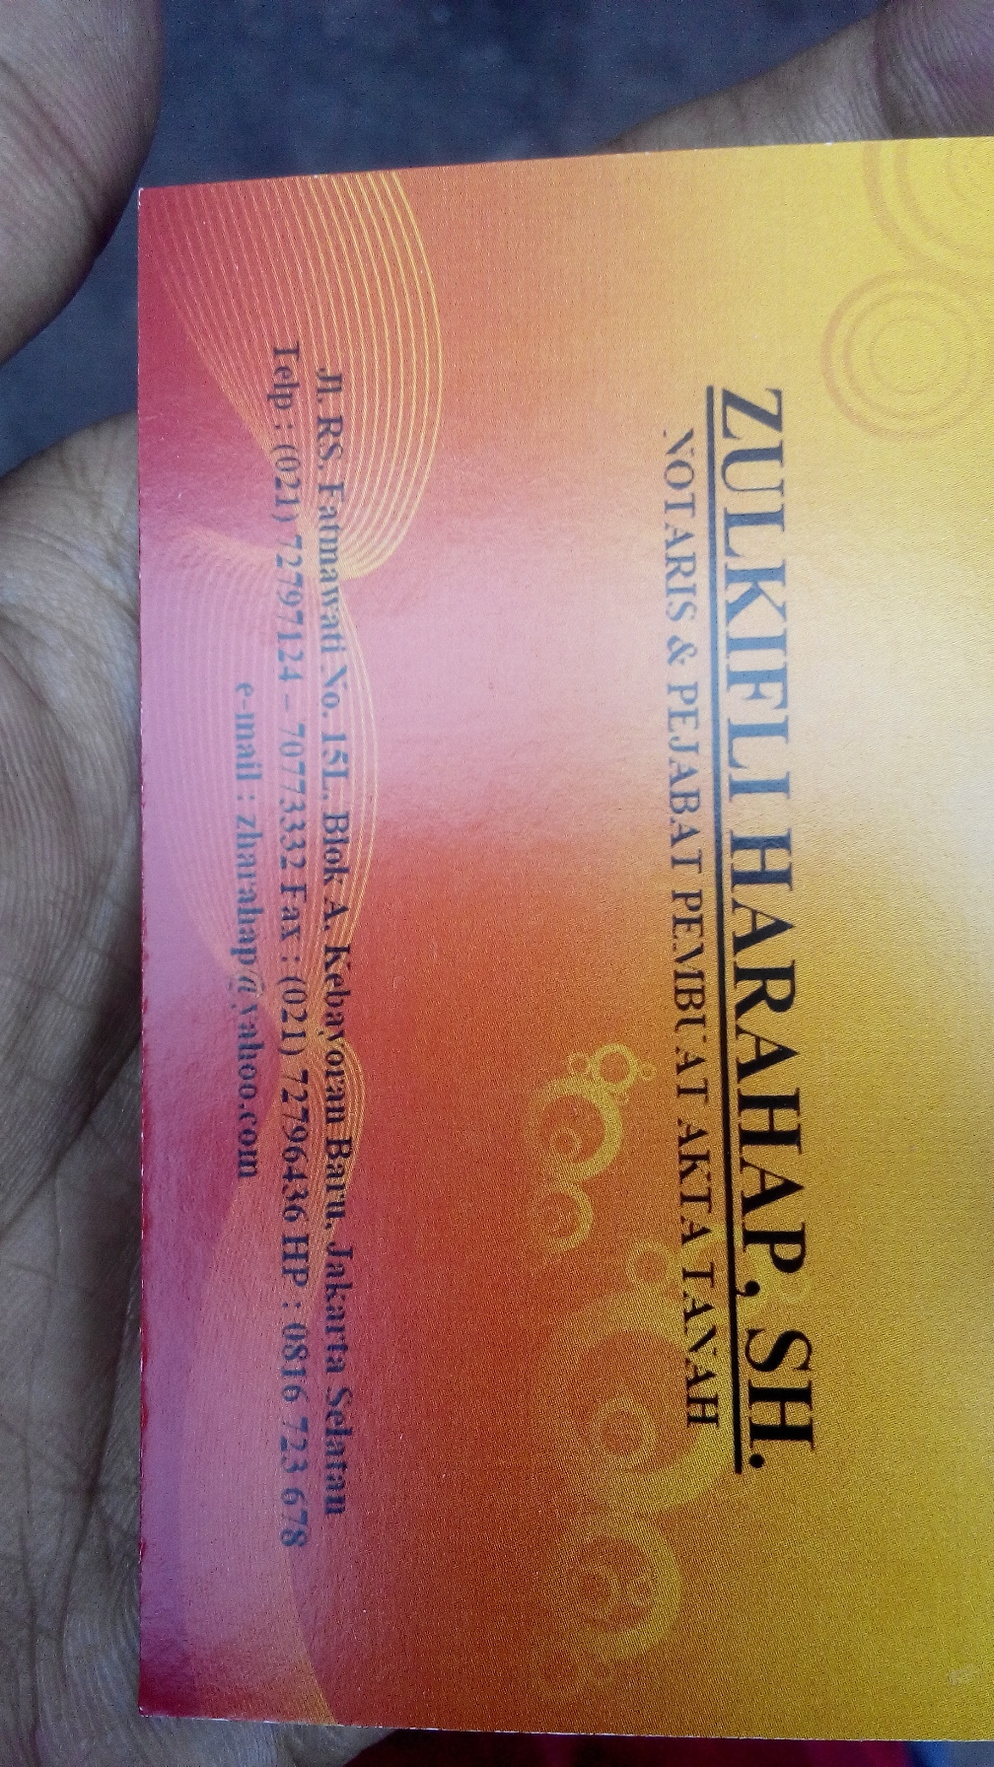 ZULKIFLI HARAHAP, SH.
NOTARIS & PEJABAT PEMBUAT AKTA TANAH
Jl. RS. Fatmawati No. 15L, Blok A, Kebayoran Baru, Jakarta Selatan
Telp : (021) 72797124 – 70773332 Fax : (021) 72796436 HP : 0816 723 678
e-mail : zharahap@yahoo.com